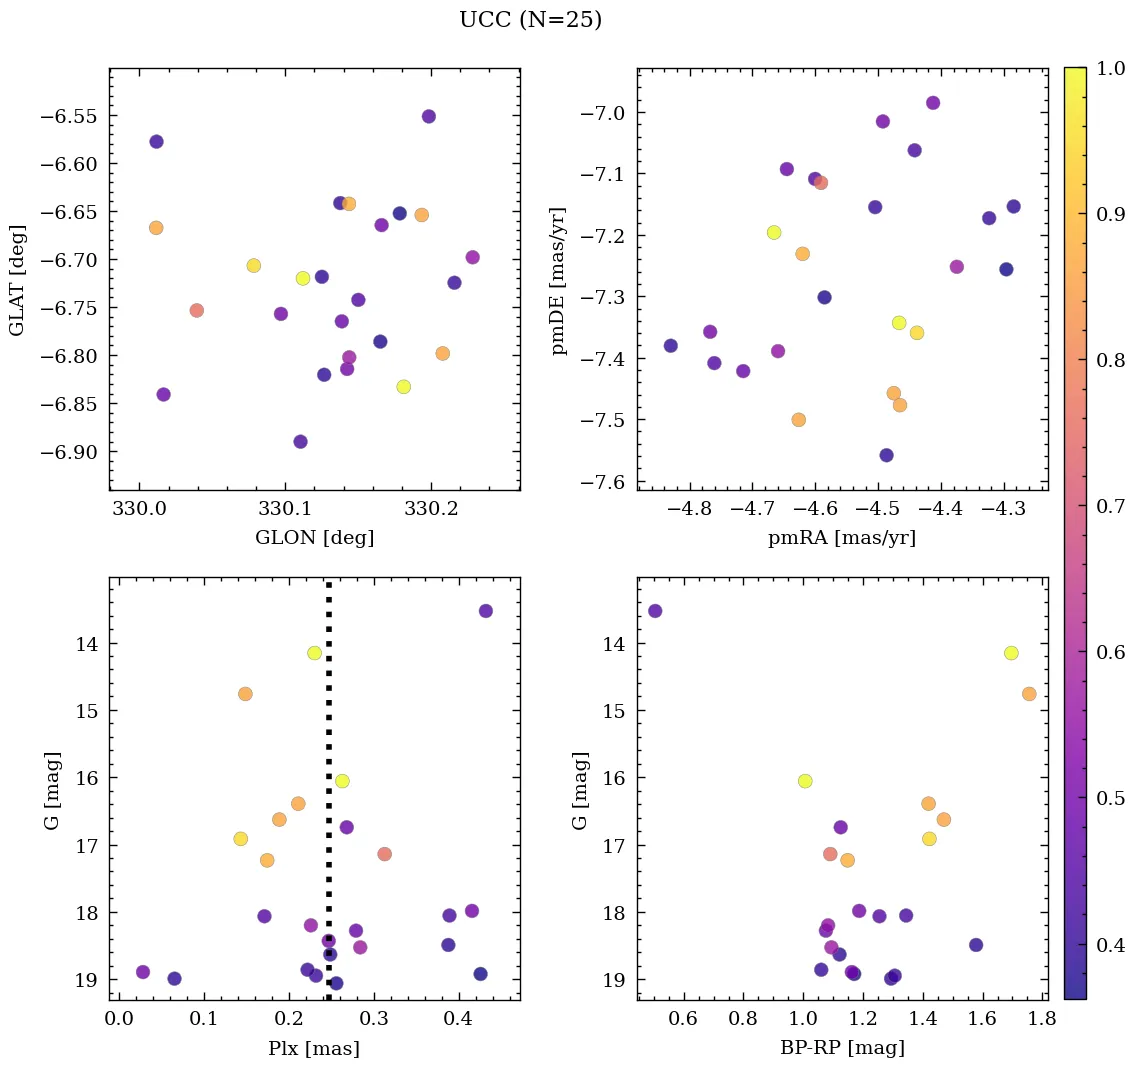 UCC (N=25)
GLAT [deg]
−6.55
−6.60
−6.65
−6.70
−6.75
−6.80
−6.85
−6.90
330.0 330.1 330.2
GLON [deg]
pmDE [mas/yr]
−7.0
−7.1
−7.2
−7.3
−7.4
−7.5
−7.6
−4.8 −4.7 −4.6 −4.5 −4.4 −4.3
pmRA [mas/yr]
G [mag]
14
15
16
17
18
19
0.0 0.1 0.2 0.3 0.4
Plx [mas]
G [mag]
14
15
16
17
18
19
0.6 0.8 1.0 1.2 1.4 1.6 1.8
BP-RP [mag]
1.0
0.9
0.8
0.7
0.6
0.5
0.4